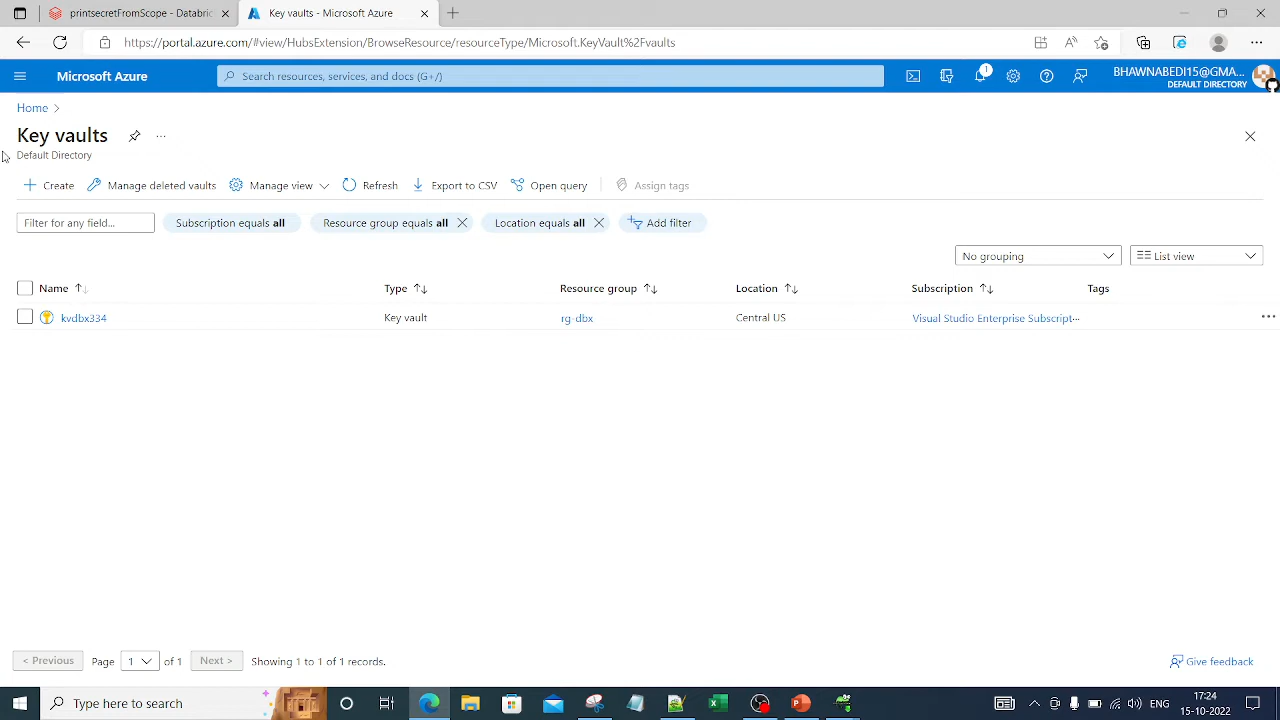 printsecretFromScope - Databric
Key vaults - Microsoft Azure
https://portal.azure.com/#view/HubsExtension/BrowseResource/resourceType/Microsoft.KeyVault%2Fvaults
Microsoft Azure
Search resources, services, and docs (G+/)
1
BHAWNABEDI15@GMA...
DEFAULT DIRECTORY
Home
Key vaults
Default Directory
Create
Manage deleted vaults
Manage view
Refresh
Export to CSV
Open query
Assign tags
Filter for any field...
Subscription equals all
Resource group equals all
Location equals all
Add filter
No grouping
List view
Name
Type
Resource group
Location
Subscription
Tags
kvdbx334
Key vault
rg-dbx
Central US
Visual Studio Enterprise Subscript...
< Previous
Page
1
of 1
Next >
Showing 1 to 1 of 1 records.
Give feedback
Type here to search
ENG
17:24
15-10-2022